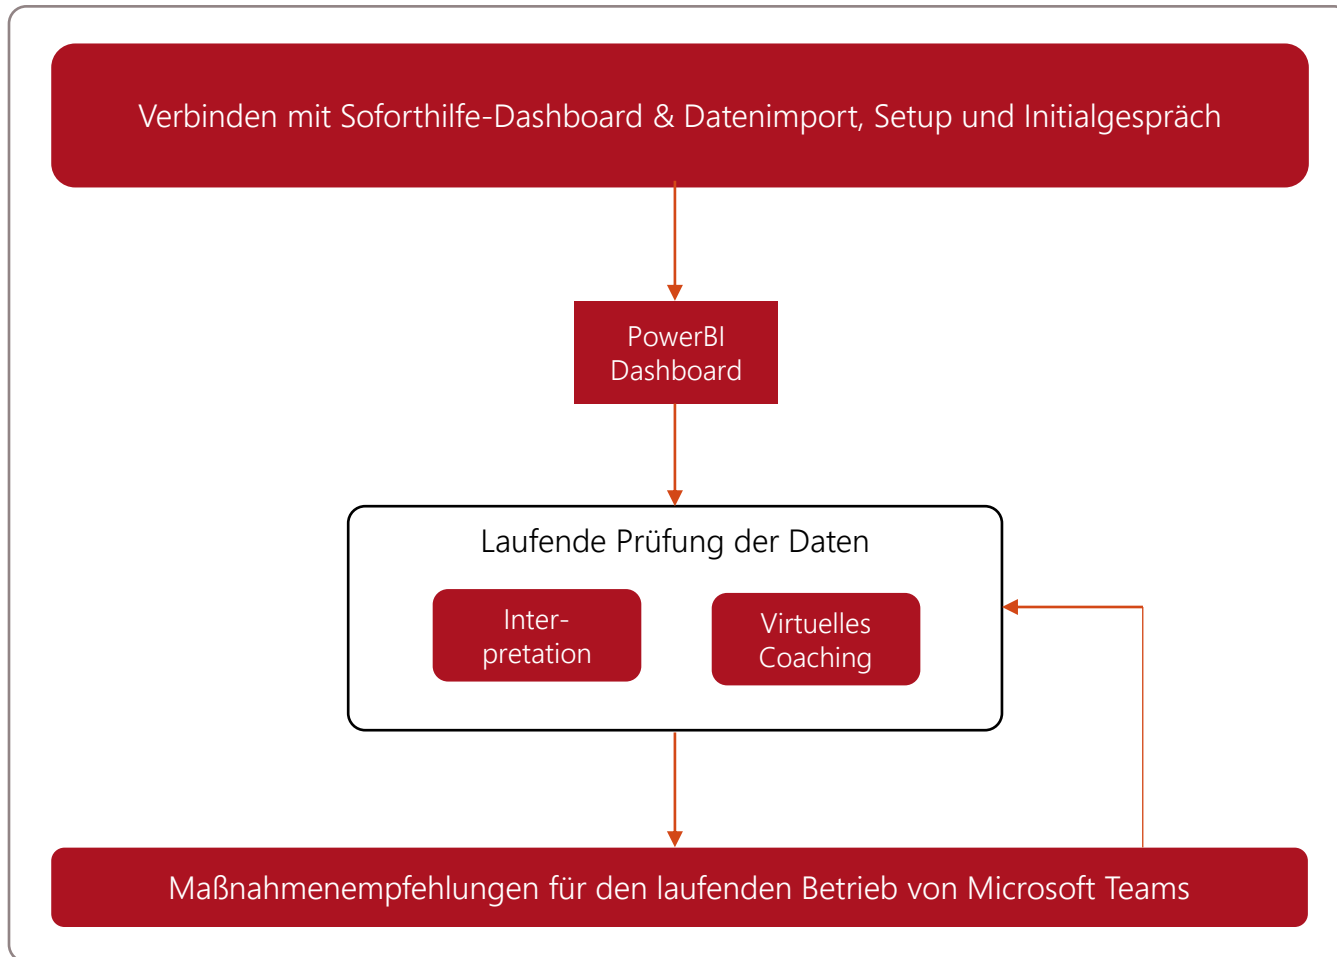 Verbinden mit Soforthilfe-Dashboard & Datenimport, Setup und Initialgespräch
PowerBI
Dashboard
Laufende Prüfung der Daten
Inter-
pretation
Virtuelles
Coaching
Maßnahmenempfehlungen für den laufenden Betrieb von Microsoft Teams